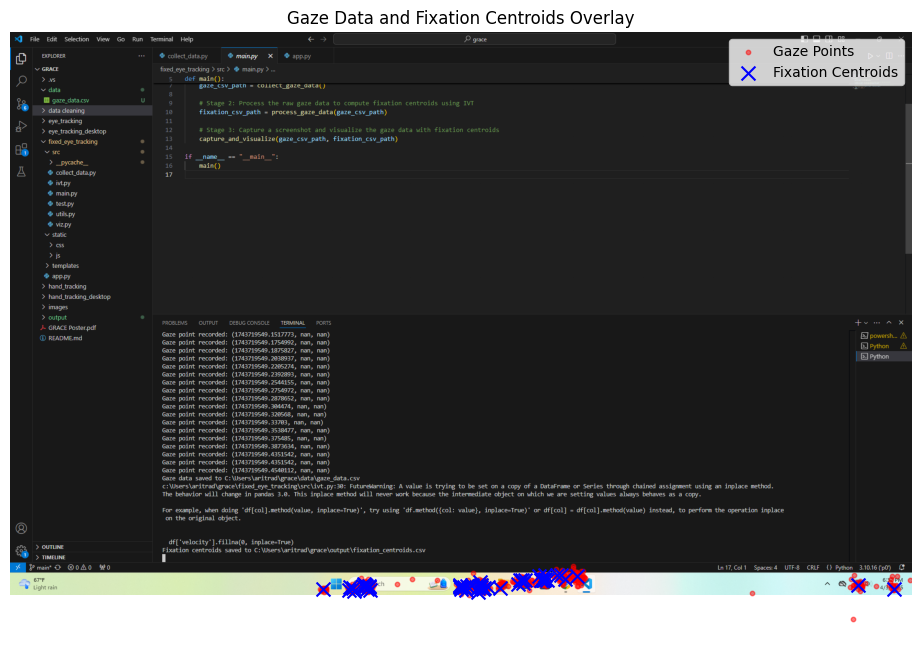 Gaze Data and Fixation Centroids Overlay
File Edit Selection View Go Run Terminal Help
grace
Gaze Points
Fixation Centroids
EXPLORER
GRACE
.vs
data
gaze_data.csv U
data cleaning
eye_tracking
eye_tracking_desktop
fixed_eye_tracking
src
__pycache__
collect_data.py
ivt.py
main.py
test.py
utils.py
viz.py
static
css
js
templates
app.py
hand_tracking
hand_tracking_desktop
images
output
GRACE Poster.pdf
README.md
OUTLINE
TIMELINE
collect_data.py
main.py
app.py
fixed_eye_tracking > src > main.py > ...
5 def main():
7 gaze_csv_path = collect_gaze_data()
8
9 # Stage 2: Process the raw gaze data to compute fixation centroids using IVT
10 fixation_csv_path = process_gaze_data(gaze_csv_path)
11
12 # Stage 3: Capture a screenshot and visualize the gaze data with fixation centroids
13 capture_and_visualize(gaze_csv_path, fixation_csv_path)
14
15 if __name__ == "__main__":
16 main()
17
PROBLEMS OUTPUT DEBUG CONSOLE TERMINAL PORTS
Gaze point recorded: (1743719549.1517773, nan, nan)
Gaze point recorded: (1743719549.1754992, nan, nan)
Gaze point recorded: (1743719549.1875827, nan, nan)
Gaze point recorded: (1743719549.2038937, nan, nan)
Gaze point recorded: (1743719549.2205274, nan, nan)
Gaze point recorded: (1743719549.2392893, nan, nan)
Gaze point recorded: (1743719549.2544155, nan, nan)
Gaze point recorded: (1743719549.2754972, nan, nan)
Gaze point recorded: (1743719549.2878652, nan, nan)
Gaze point recorded: (1743719549.304474, nan, nan)
Gaze point recorded: (1743719549.320568, nan, nan)
Gaze point recorded: (1743719549.33703, nan, nan)
Gaze point recorded: (1743719549.3538477, nan, nan)
Gaze point recorded: (1743719549.375485, nan, nan)
Gaze point recorded: (1743719549.3873634, nan, nan)
Gaze point recorded: (1743719549.4351542, nan, nan)
Gaze point recorded: (1743719549.4351542, nan, nan)
Gaze point recorded: (1743719549.4540112, nan, nan)
Gaze data saved to C:\Users\aritrad\grace\data\gaze_data.csv
c:\Users\aritrad\grace\fixed_eye_tracking\src\ivt.py:30: FutureWarning: A value is trying to be set on a copy of a DataFrame or Series through chained assignment using an inplace method.
The behavior will change in pandas 3.0. This inplace method will never work because the intermediate object on which we are setting values always behaves as a copy.
For example, when doing 'df[col].method(value, inplace=True)', try using 'df.method({col: value}, inplace=True)' or df[col] = df[col].method(value) instead, to perform the operation inplace
on the original object.
df['velocity'].fillna(0, inplace=True)
Fixation centroids saved to C:\Users\aritrad\grace\output\fixation_centroids.csv
powersh...
Python
Python
main* 0 0 0
Ln 17, Col 1 Spaces: 4 UTF-8 CRLF Python 3.10.16 ('p0')
67°F
Light rain